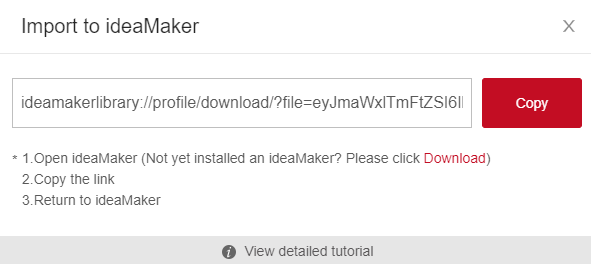 Import to ideaMaker
X
ideamakerlibrary://profile/download/?file=eyJmaWxlTmFtZSI6Il
Copy
* 1.Open ideaMaker (Not yet installed an ideaMaker? Please click Download)
2.Copy the link
3.Return to ideaMaker
View detailed tutorial